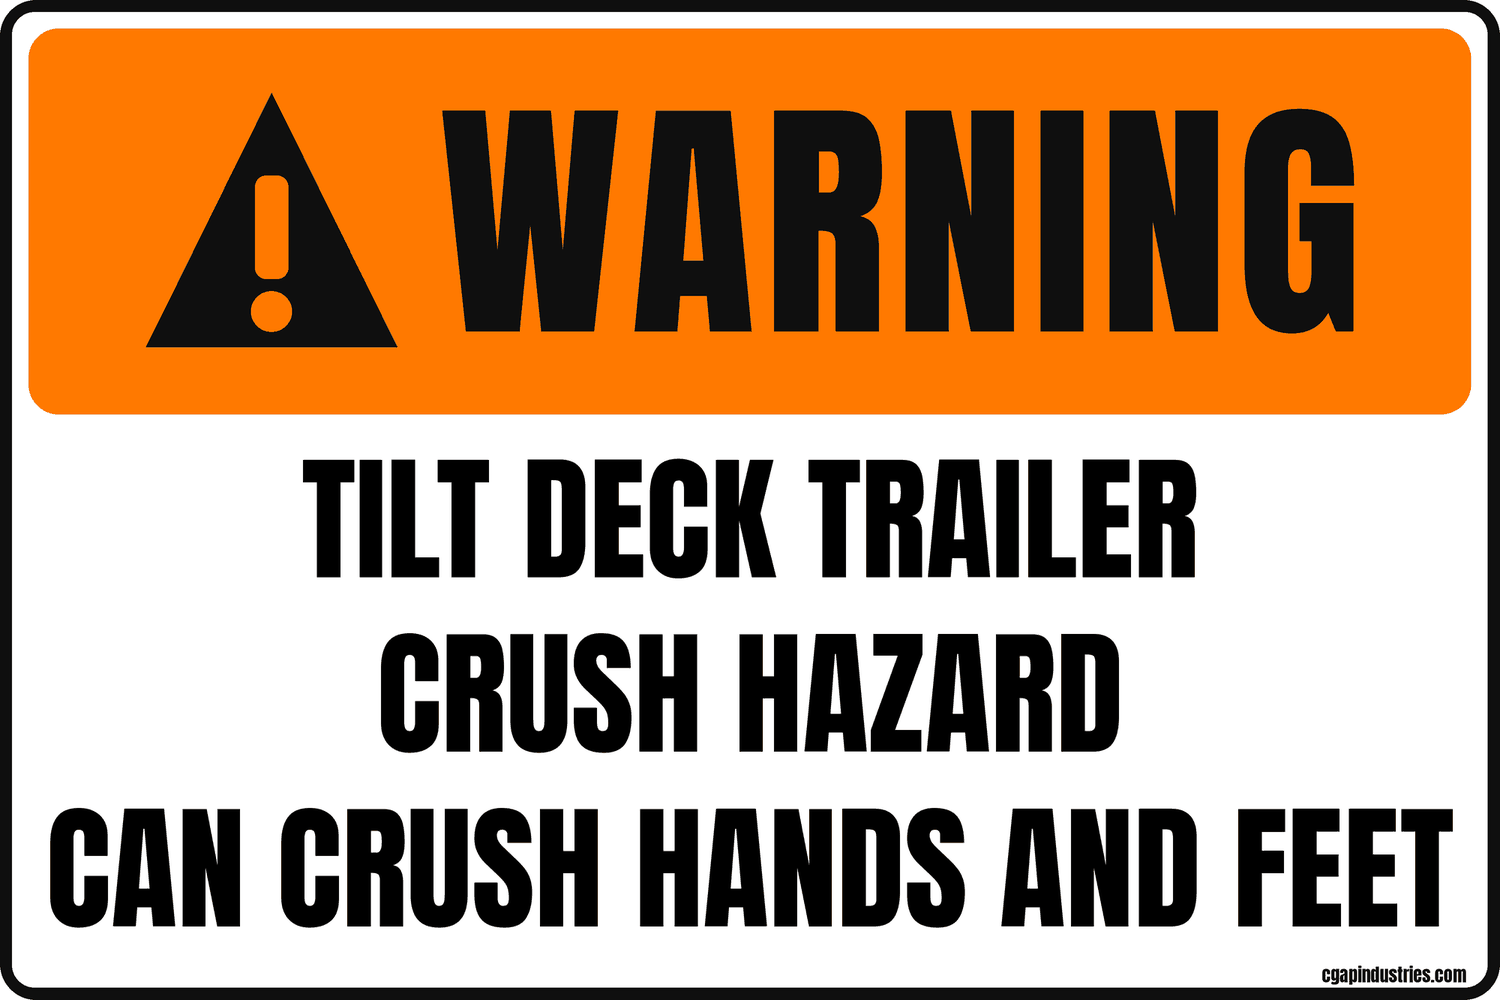 WARNING
TILT DECK TRAILER
CRUSH HAZARD
CAN CRUSH HANDS AND FEET
cgapindustries.com